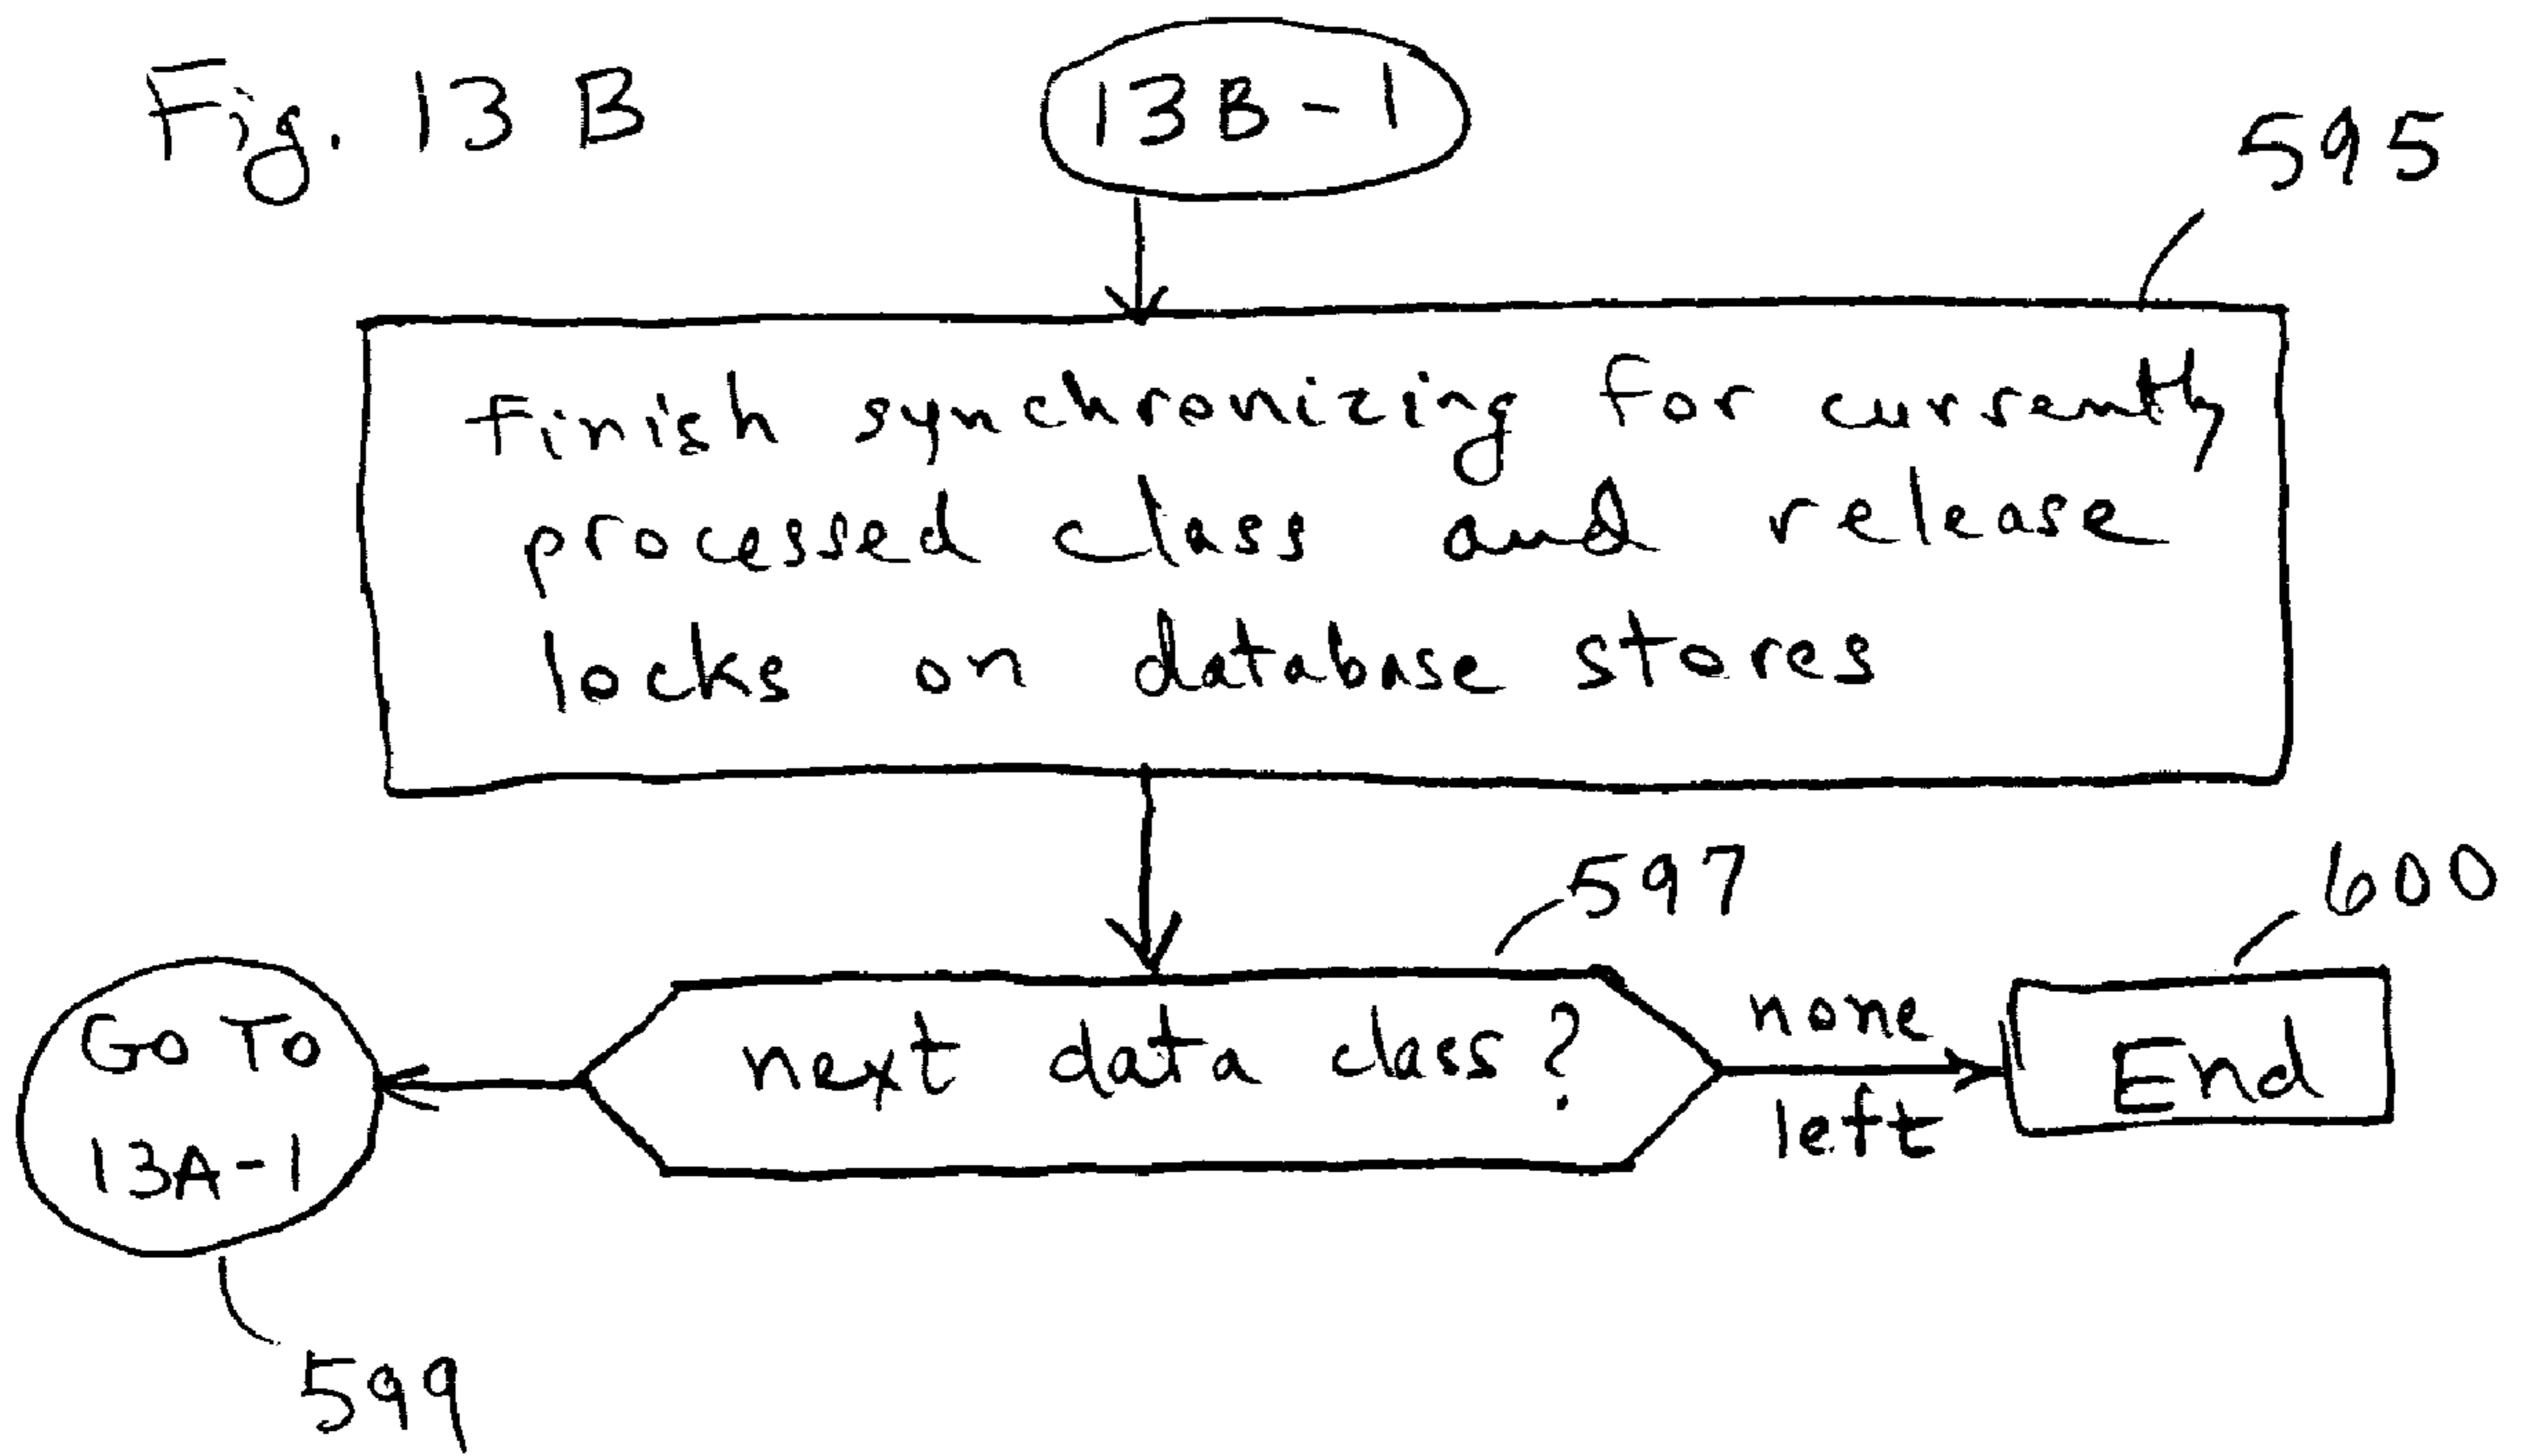 Fig. 13 B
13B-1
595
Finish synchronizing for currently
processed class and release
locks on database stores
597
600
Go To
13A-1
next data class?
none
left
End
599